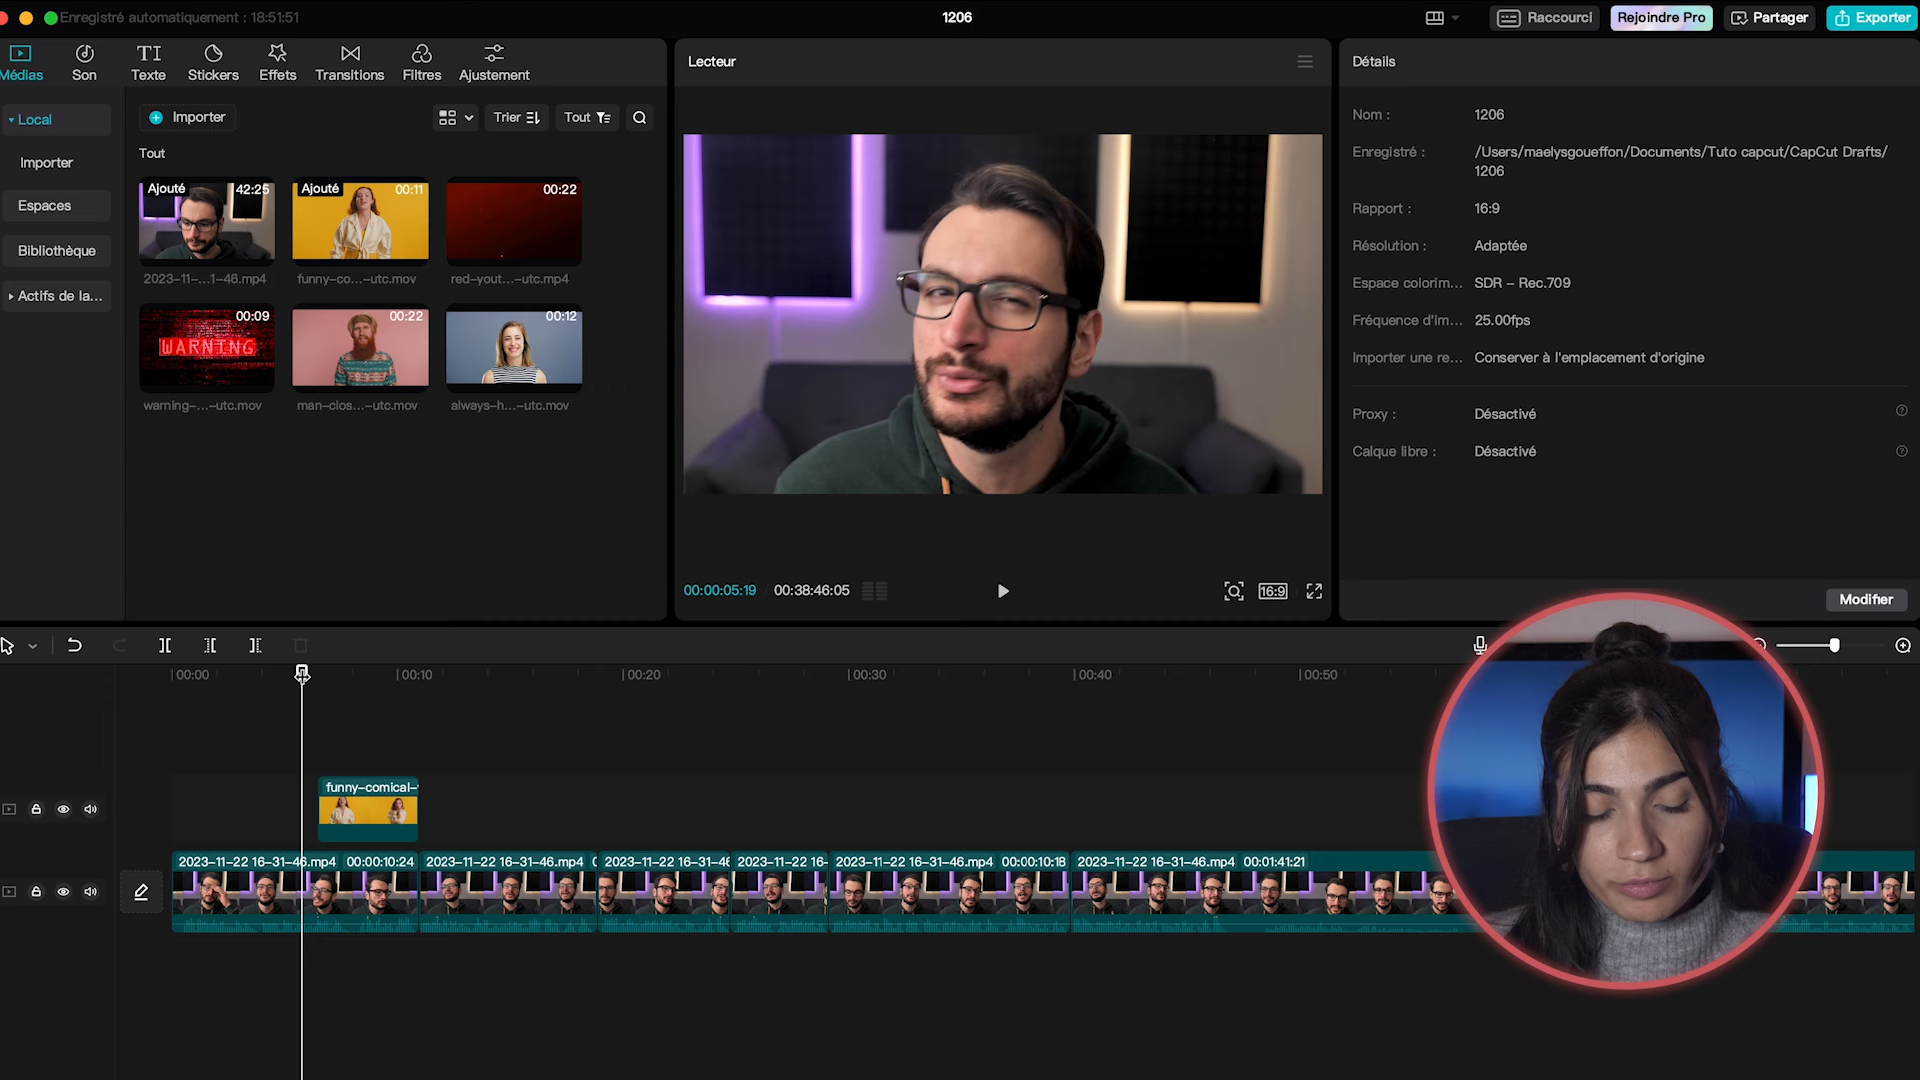 Enregistré automatiquement : 18:51:51
1206
Raccourci
Rejoindre Pro
Partager
Exporter
Médias
Son
Texte
Stickers
Effets
Transitions
Filtres
Ajustement
Local
Importer
Espaces
Bibliothèque
Actifs de la...
Importer
Trier
Tout
Tout
Ajouté 42:25
Ajouté 00:11
00:22
2023-11-...1-46.mp4
funny-co...-utc.mov
red-yout...-utc.mp4
WARNING 00:09
00:22
00:12
warning-...-utc.mov
man-clos...-utc.mov
always-h...-utc.mov
Lecteur
00:00:05:19
00:38:46:05
16:9
Détails
Nom : 1206
Enregistré : /Users/maelysgoueffon/Documents/Tuto capcut/CapCut Drafts/
1206
Rapport : 16:9
Résolution : Adaptée
Espace colorim... SDR – Rec.709
Fréquence d'im... 25.00fps
Importer une re... Conserver à l'emplacement d'origine
Proxy : Désactivé
Calque libre : Désactivé
Modifier
00:00
00:10
00:20
00:30
00:40
00:50
funny-comical-
2023-11-22 16-31-46.mp4 00:00:10:24
2023-11-22 16-31-46.mp4
2023-11-22 16-31-46
2023-11-22 16-
2023-11-22 16-31-46.mp4 00:00:10:18
2023-11-22 16-31-46.mp4 00:01:41:21